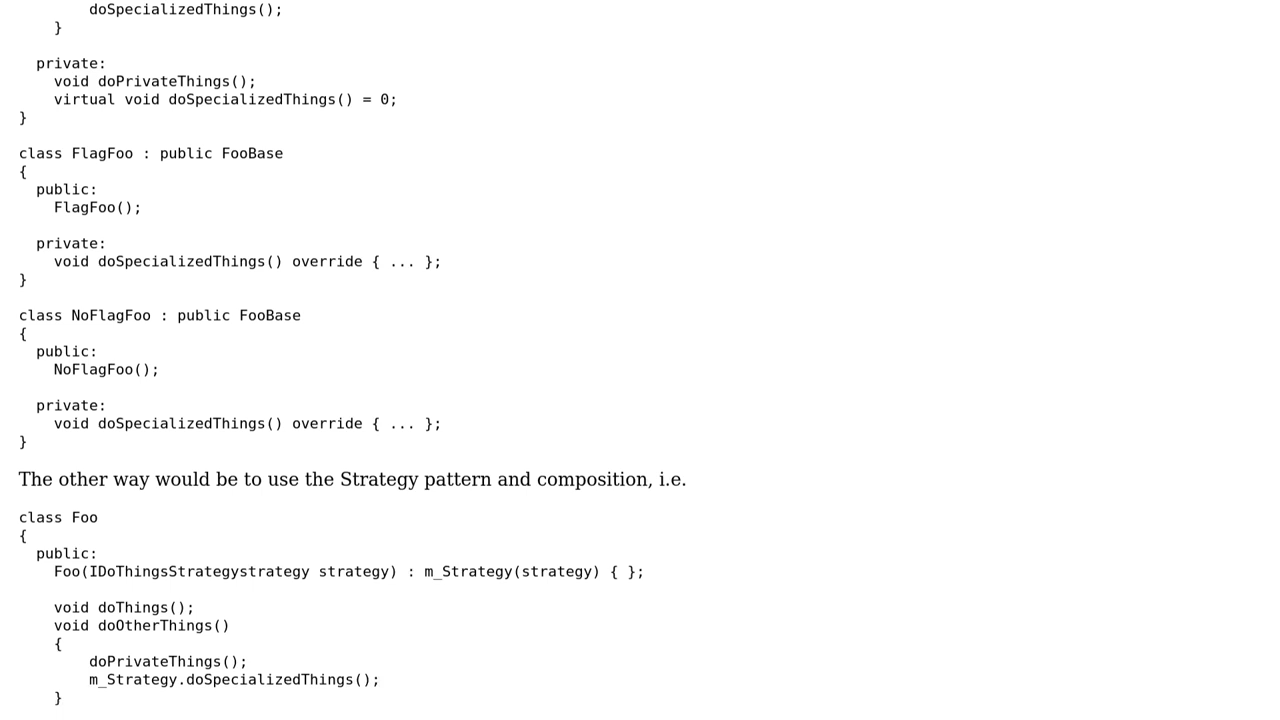 doSpecializedThings();
    }

  private:
    void doPrivateThings();
    virtual void doSpecializedThings() = 0;
}

class FlagFoo : public FooBase
{
  public:
    FlagFoo();

  private:
    void doSpecializedThings() override { ... };
}

class NoFlagFoo : public FooBase
{
  public:
    NoFlagFoo();

  private:
    void doSpecializedThings() override { ... };
}

The other way would be to use the Strategy pattern and composition, i.e.

class Foo
{
  public:
    Foo(IDoThingsStrategystrategy strategy) : m_Strategy(strategy) { };

    void doThings();
    void doOtherThings()
    {
        doPrivateThings();
        m_Strategy.doSpecializedThings();
    }